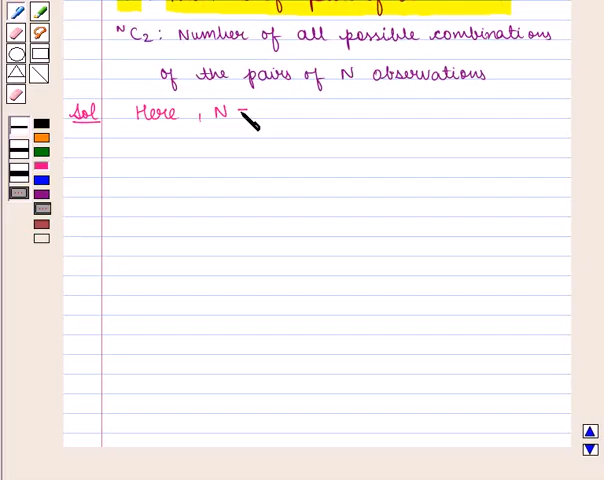 ᴺC₂: Number of all possible combinations
of the pairs of N observations
Sol Here , N =